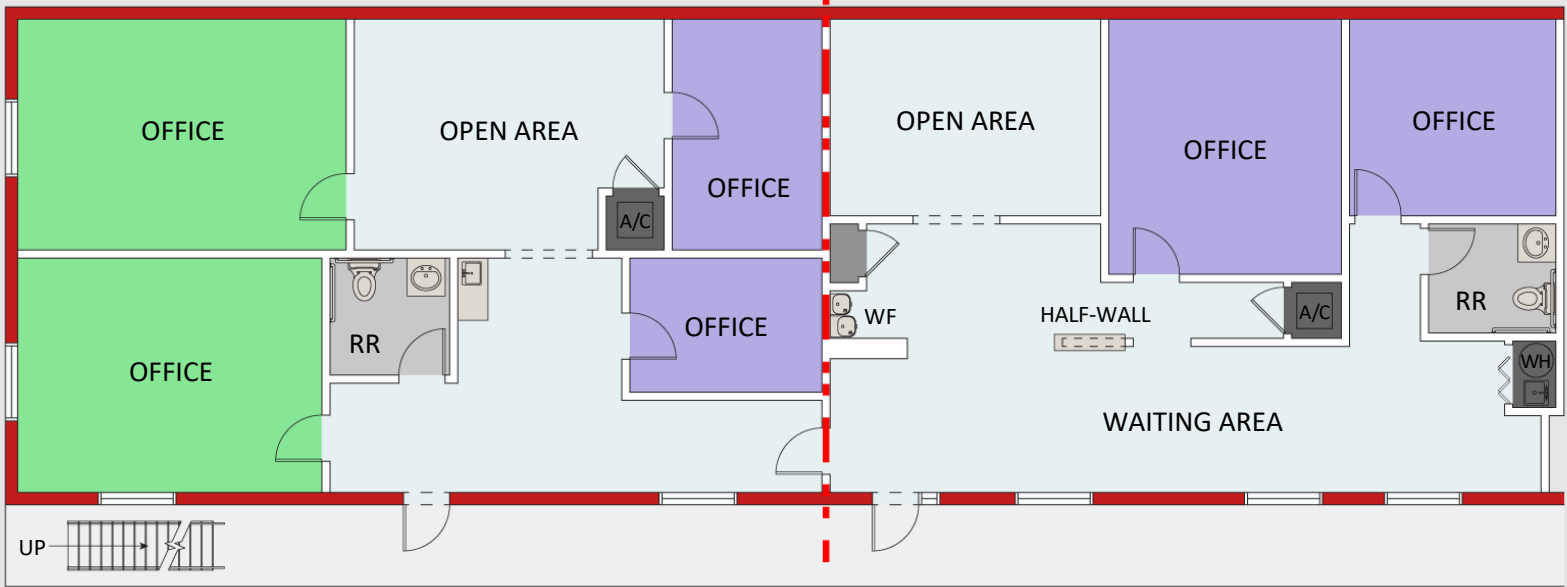 OFFICE
OPEN AREA
OFFICE
A/C
OPEN AREA
OFFICE
OFFICE
OFFICE
RR
OFFICE
WF
HALF-WALL
A/C
RR
WH
WAITING AREA
UP